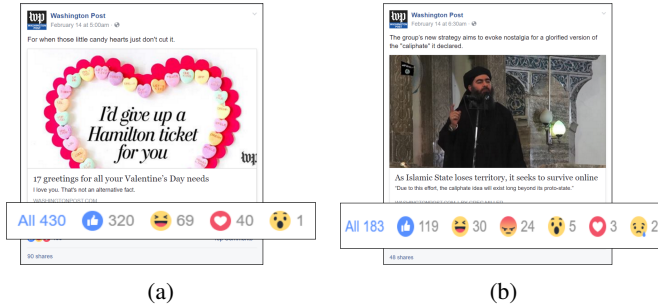 wp
Washington Post
February 14 at 5:00am ·
For when those little candy hearts just don't cut it.
I'd give up a
Hamilton ticket
for you
wp
17 greetings for all your Valentine's Day needs
I love you. That's not an alternative fact.
WASHINGTONPOST.COM
All 430 320 69 40 1
90 shares
(a)
wp
Washington Post
February 14 at 6:30am ·
The group's new strategy aims to evoke nostalgia for a glorified version of
the "caliphate" it declared.
As Islamic State loses territory, it seeks to survive online
"Due to this effort, the caliphate idea will exist long beyond its proto-state."
All 183 119 30 24 5 3 2
48 shares
(b)